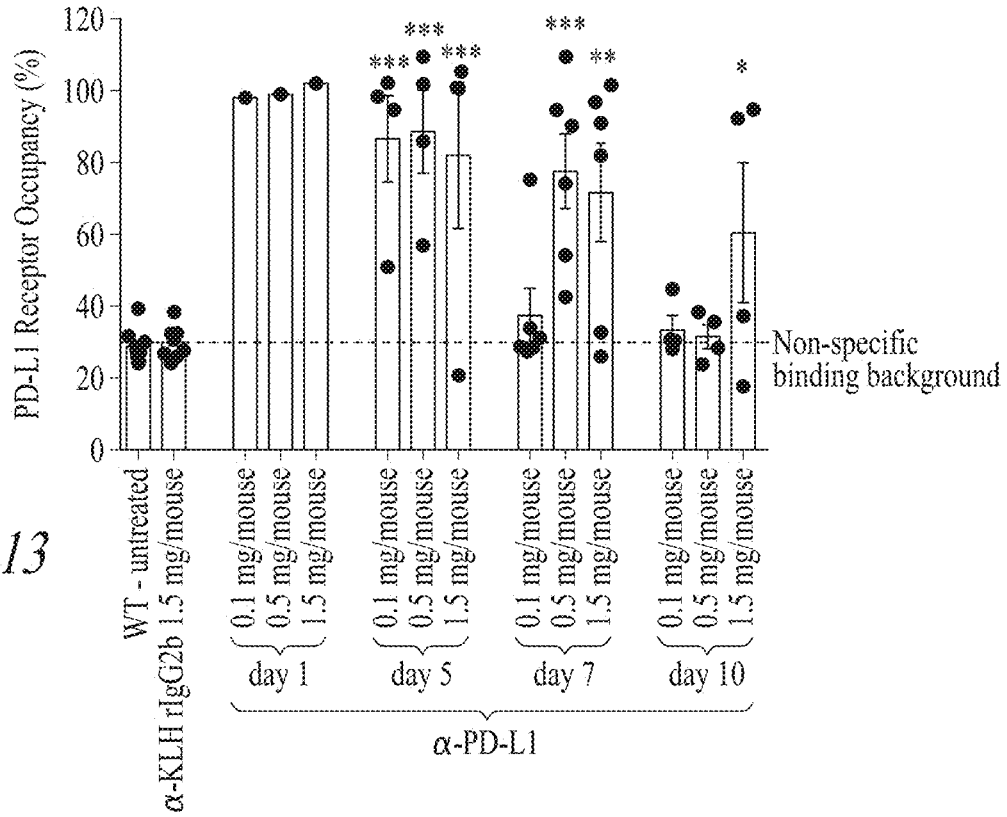 120
100
80
60
40
20
0
PD-L1 Receptor Occupancy (%)
***
***
***
***
**
*
Non-specific
binding background
13
WT - untreated
α-KLH rIgG2b 1.5 mg/mouse
0.1 mg/mouse
0.5 mg/mouse
1.5 mg/mouse
0.1 mg/mouse
0.5 mg/mouse
1.5 mg/mouse
0.1 mg/mouse
0.5 mg/mouse
1.5 mg/mouse
0.1 mg/mouse
0.5 mg/mouse
1.5 mg/mouse
day 1
day 5
day 7
day 10
α-PD-L1